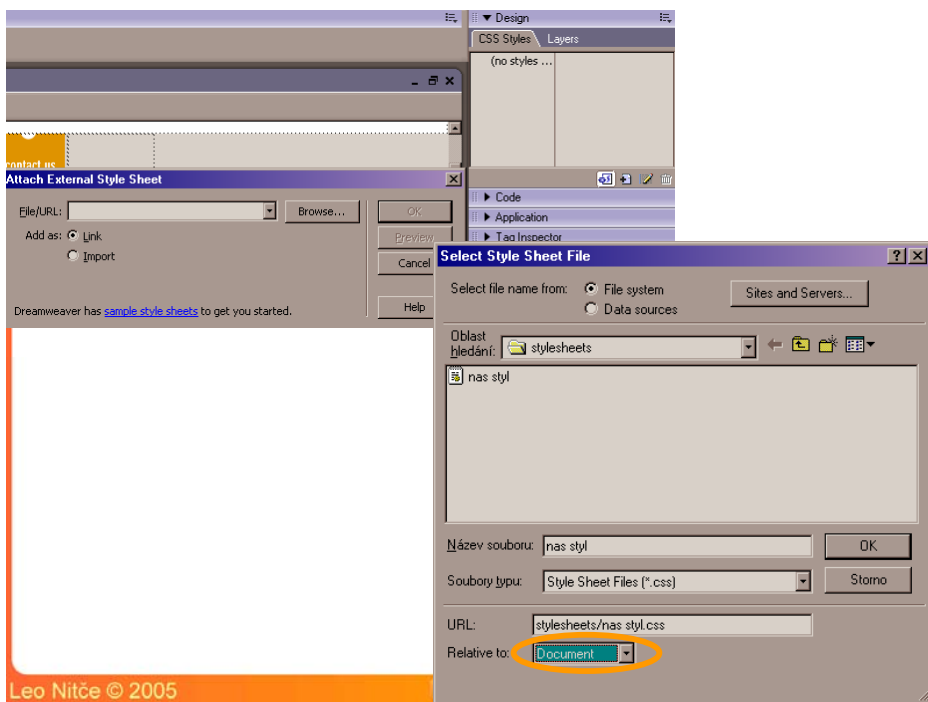 Design
CSS Styles Layers
(no styles ...
contact us
Attach External Style Sheet
File/URL: Browse... OK
Add as: Link Preview
Import Cancel
Dreamweaver has sample style sheets to get you started. Help
Code
Application
Tag Inspector
Select Style Sheet File
Select file name from: File system Sites and Servers...
Data sources
Oblast
hledání: stylesheets
nas styl
Název souboru: nas styl OK
Soubory typu: Style Sheet Files (*.css) Storno
URL: stylesheets/nas styl.css
Relative to: Document
Leo Nitče © 2005